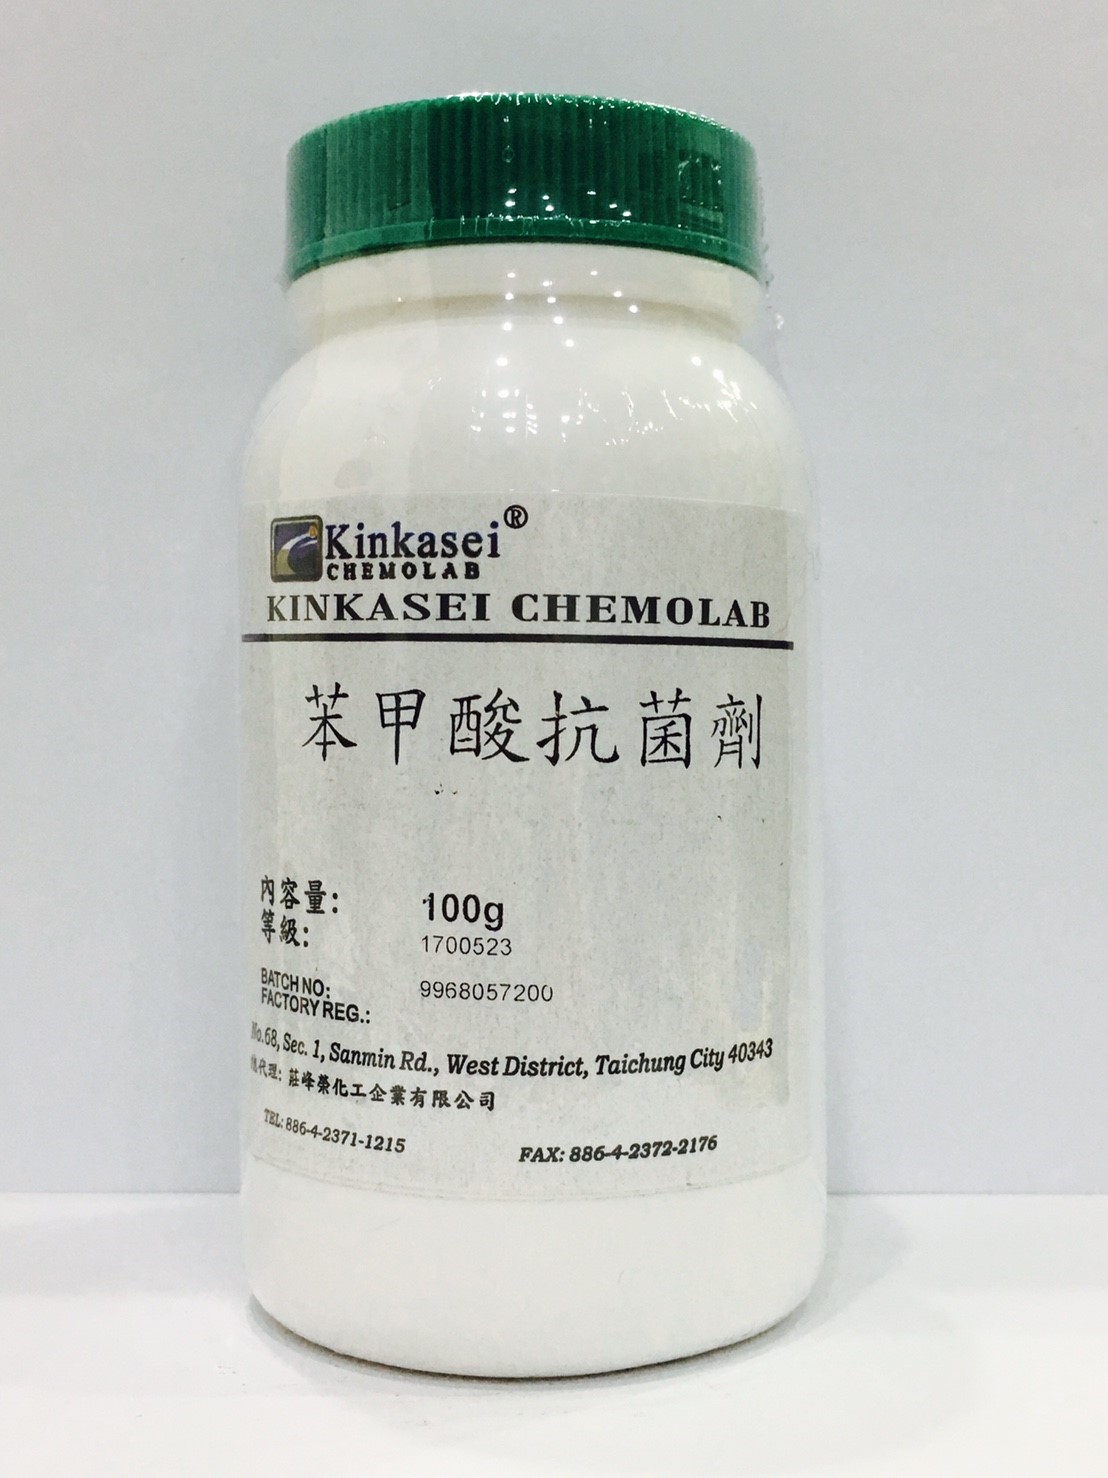 Kinkasei®
CHEMOLAB
KINKASEI CHEMOLAB
苯甲酸抗菌劑
內容量: 100g
等級: 1700523
BATCH NO: 9968057200
FACTORY REG.:
No.68, Sec. 1, Sanmin Rd., West District, Taichung City 40343
總代理: 莊峰榮化工企業有限公司
TEL: 886-4-2371-1215 FAX: 886-4-2372-2176